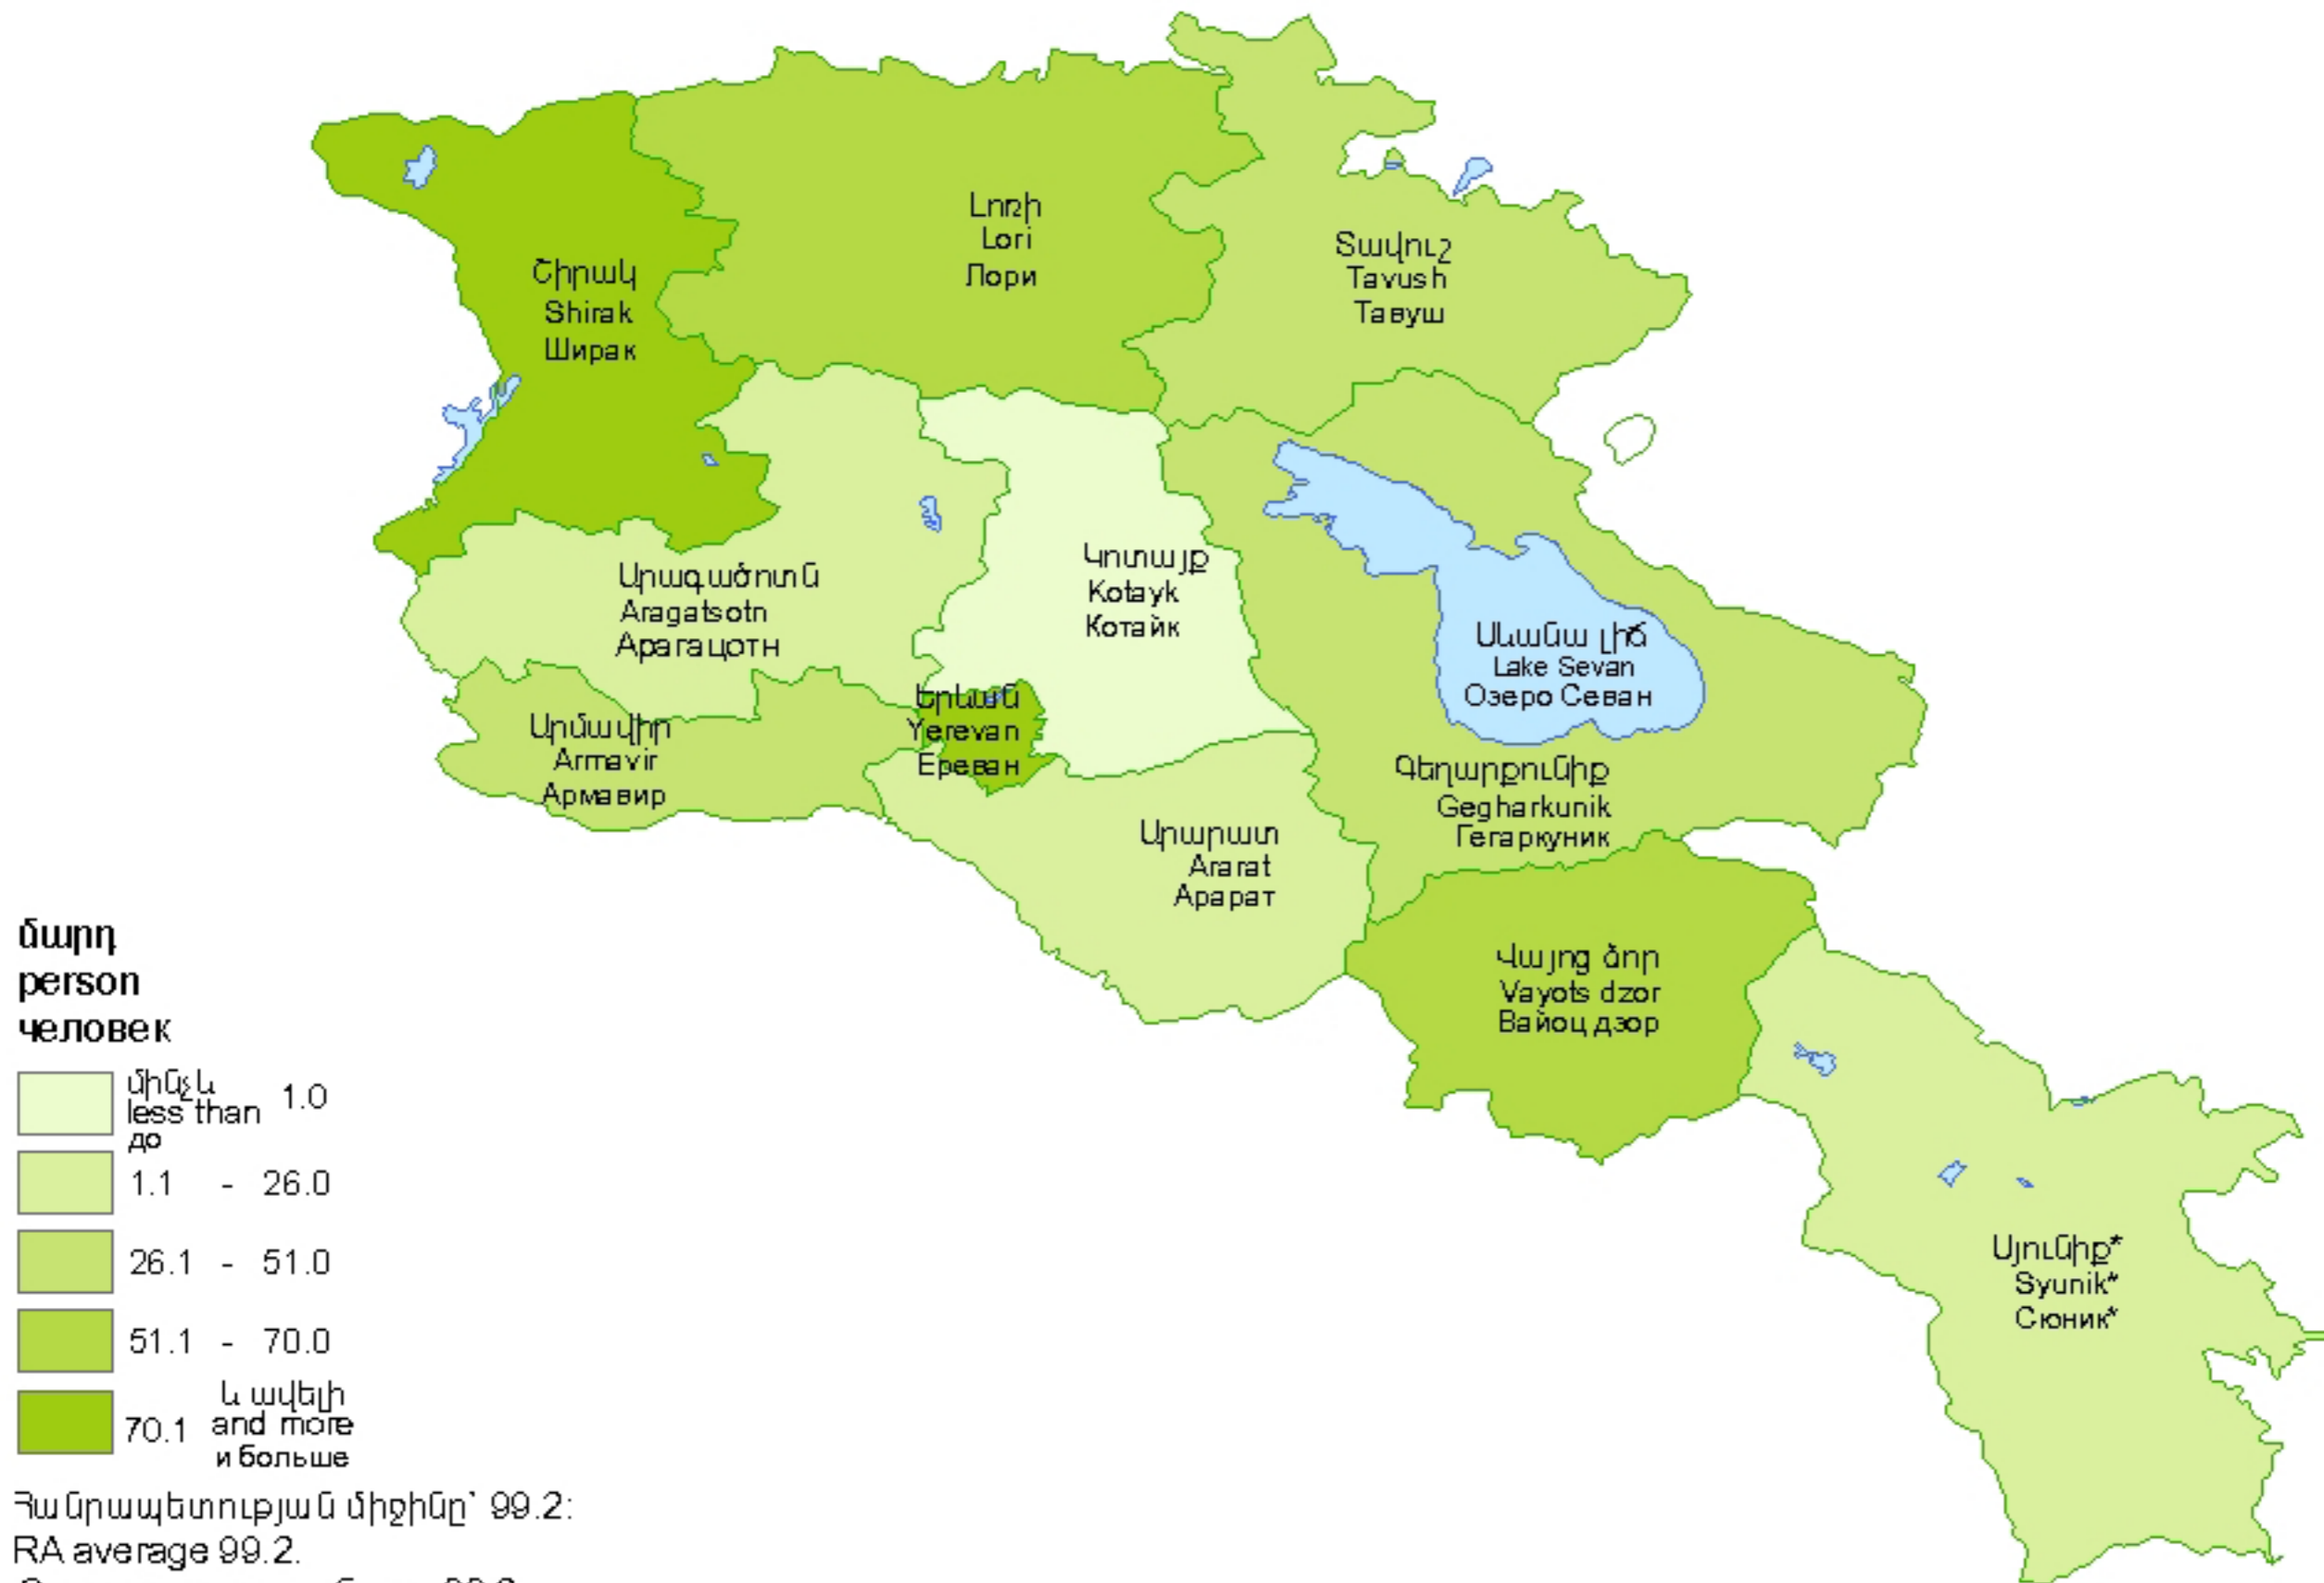 Լոռի
Lori
Лори
Տավուշ
Tavush
Тавуш
Շիրակ
Shirak
Ширак
Արագածոտն
Aragatsotn
Арагацотн
Կոտայք
Kotayk
Котайк
Սևանա լիճ
Lake Sevan
Озеро Севан
Երևան
Yerevan
Ереван
Արմավիր
Armavir
Армавир
Գեղարքունիք
Gegharkunik
Гегаркуник
Արարատ
Ararat
Арарат
Վայոց ձոր
Vayots dzor
Вайоц дзор
Սյունիք*
Syunik*
Сюник*
մարդ
person
человек
մինչև
less than 1.0
до
1.1 - 26.0
26.1 - 51.0
51.1 - 70.0
և ավելի
70.1 and more
и больше
Հանրապետության միջինը՝ 99.2:
RA average 99.2.